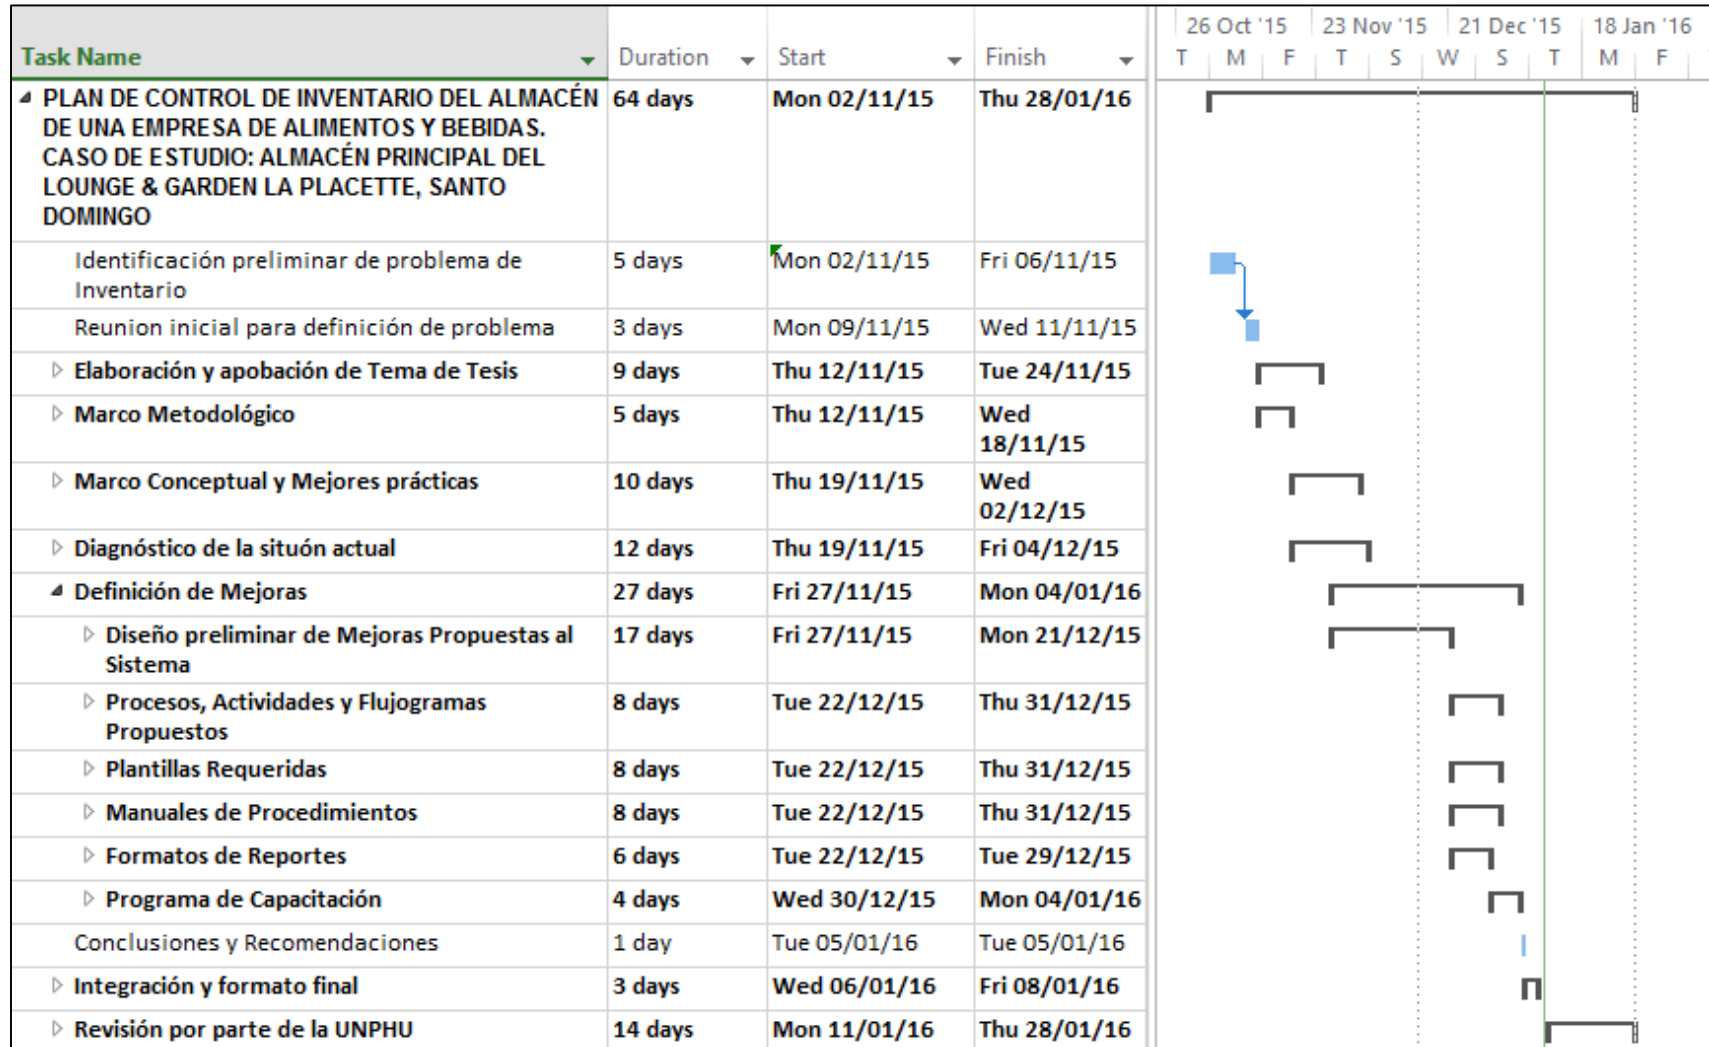 26 Oct '15 23 Nov '15 21 Dec '15 18 Jan '16
Task Name Duration Start Finish T M F T S W S T M F
PLAN DE CONTROL DE INVENTARIO DEL ALMACÉN 64 days Mon 02/11/15 Thu 28/01/16
DE UNA EMPRESA DE ALIMENTOS Y BEBIDAS.
CASO DE ESTUDIO: ALMACÉN PRINCIPAL DEL
LOUNGE & GARDEN LA PLACETTE, SANTO
DOMINGO
Identificación preliminar de problema de 5 days Mon 02/11/15 Fri 06/11/15
Inventario
Reunion inicial para definición de problema 3 days Mon 09/11/15 Wed 11/11/15
Elaboración y apobación de Tema de Tesis 9 days Thu 12/11/15 Tue 24/11/15
Marco Metodológico 5 days Thu 12/11/15 Wed
18/11/15
Marco Conceptual y Mejores prácticas 10 days Thu 19/11/15 Wed
02/12/15
Diagnóstico de la situón actual 12 days Thu 19/11/15 Fri 04/12/15
Definición de Mejoras 27 days Fri 27/11/15 Mon 04/01/16
Diseño preliminar de Mejoras Propuestas al 17 days Fri 27/11/15 Mon 21/12/15
Sistema
Procesos, Actividades y Flujogramas 8 days Tue 22/12/15 Thu 31/12/15
Propuestos
Plantillas Requeridas 8 days Tue 22/12/15 Thu 31/12/15
Manuales de Procedimientos 8 days Tue 22/12/15 Thu 31/12/15
Formatos de Reportes 6 days Tue 22/12/15 Tue 29/12/15
Programa de Capacitación 4 days Wed 30/12/15 Mon 04/01/16
Conclusiones y Recomendaciones 1 day Tue 05/01/16 Tue 05/01/16
Integración y formato final 3 days Wed 06/01/16 Fri 08/01/16
Revisión por parte de la UNPHU 14 days Mon 11/01/16 Thu 28/01/16